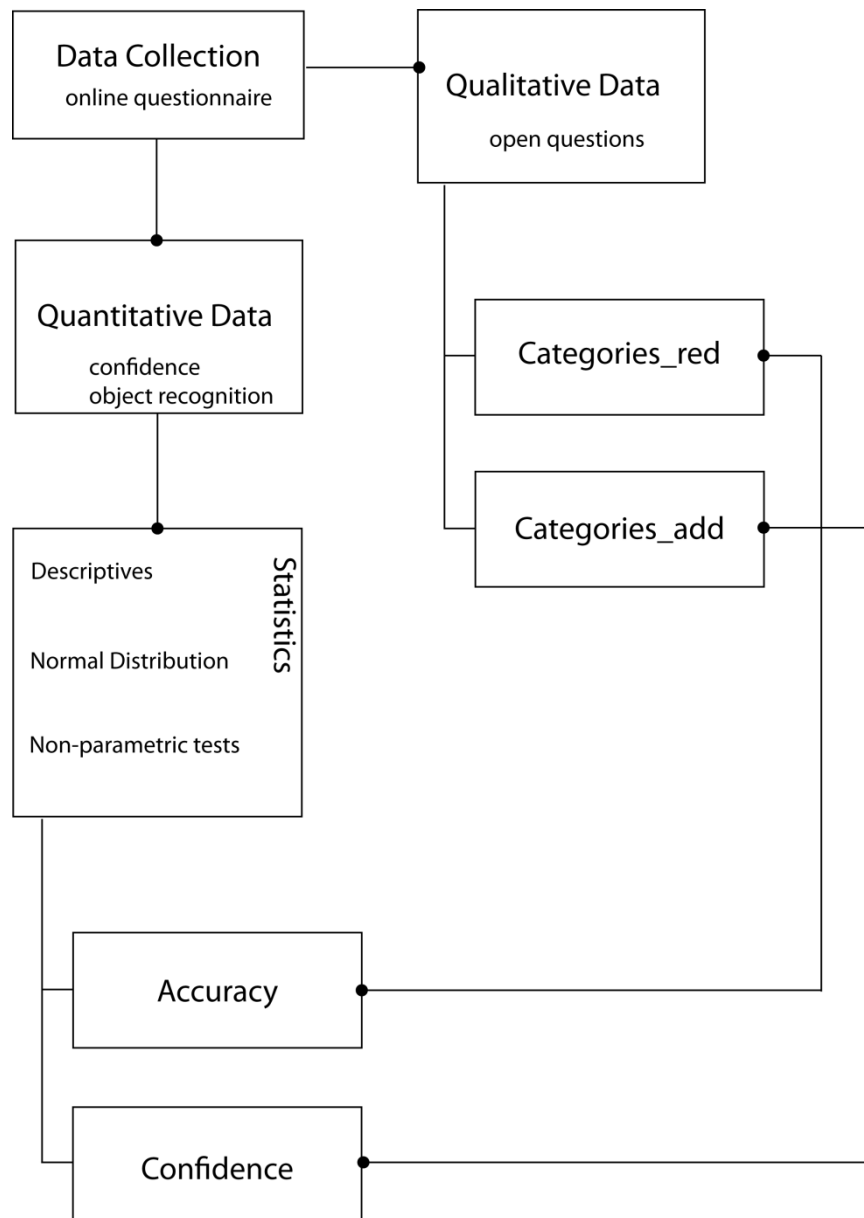 Data Collection
online questionnaire
Qualitative Data
open questions
Quantitative Data
confidence
object recognition
Categories_red
Categories_add
Statistics
Descriptives
Normal Distribution
Non-parametric tests
Accuracy
Confidence